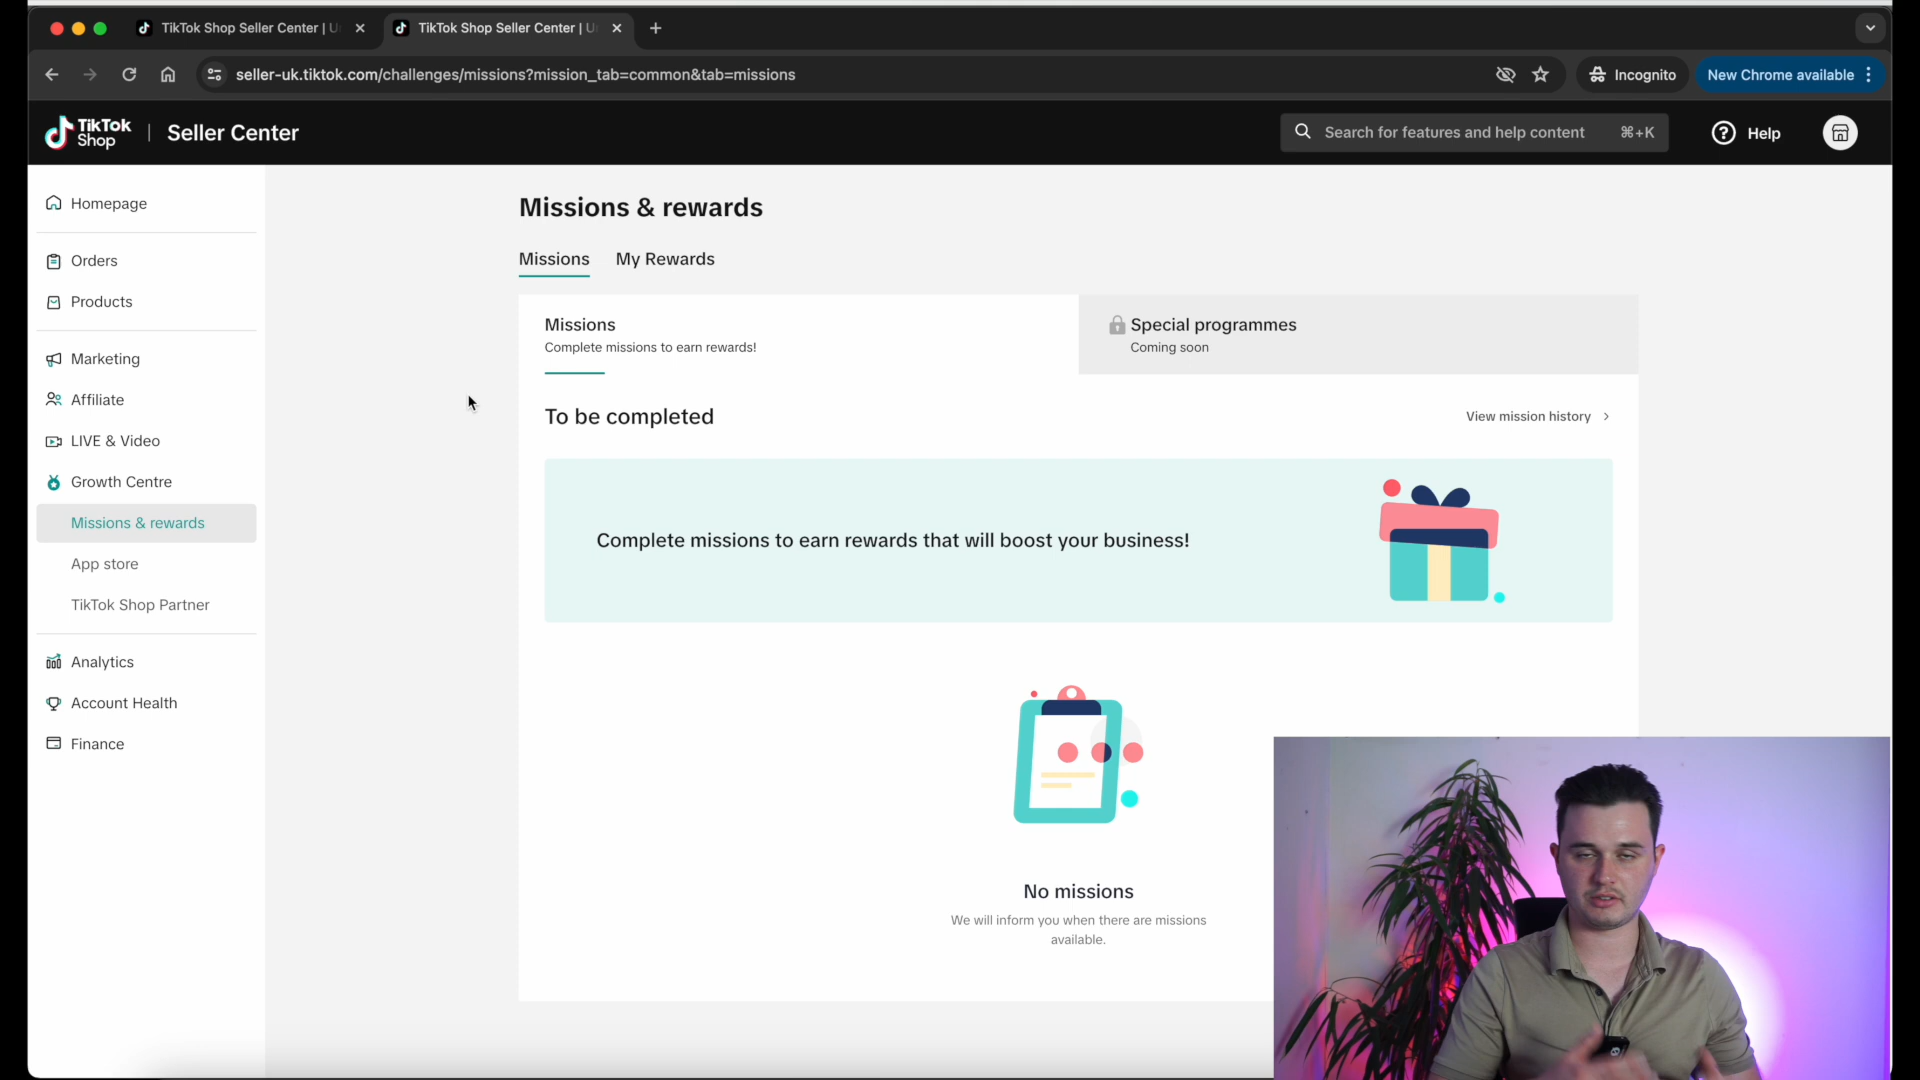 TikTok Shop Seller Center | U
TikTok Shop Seller Center | U
seller-uk.tiktok.com/challenges/missions?mission_tab=common&tab=missions
Incognito
New Chrome available
TikTok
Shop
Seller Center
Search for features and help content
⌘+K
Help
Homepage
Orders
Products
Marketing
Affiliate
LIVE & Video
Growth Centre
Missions & rewards
App store
TikTok Shop Partner
Analytics
Account Health
Finance
Missions & rewards
Missions
My Rewards
Missions
Complete missions to earn rewards!
Special programmes
Coming soon
To be completed
View mission history
Complete missions to earn rewards that will boost your business!
No missions
We will inform you when there are missions
available.